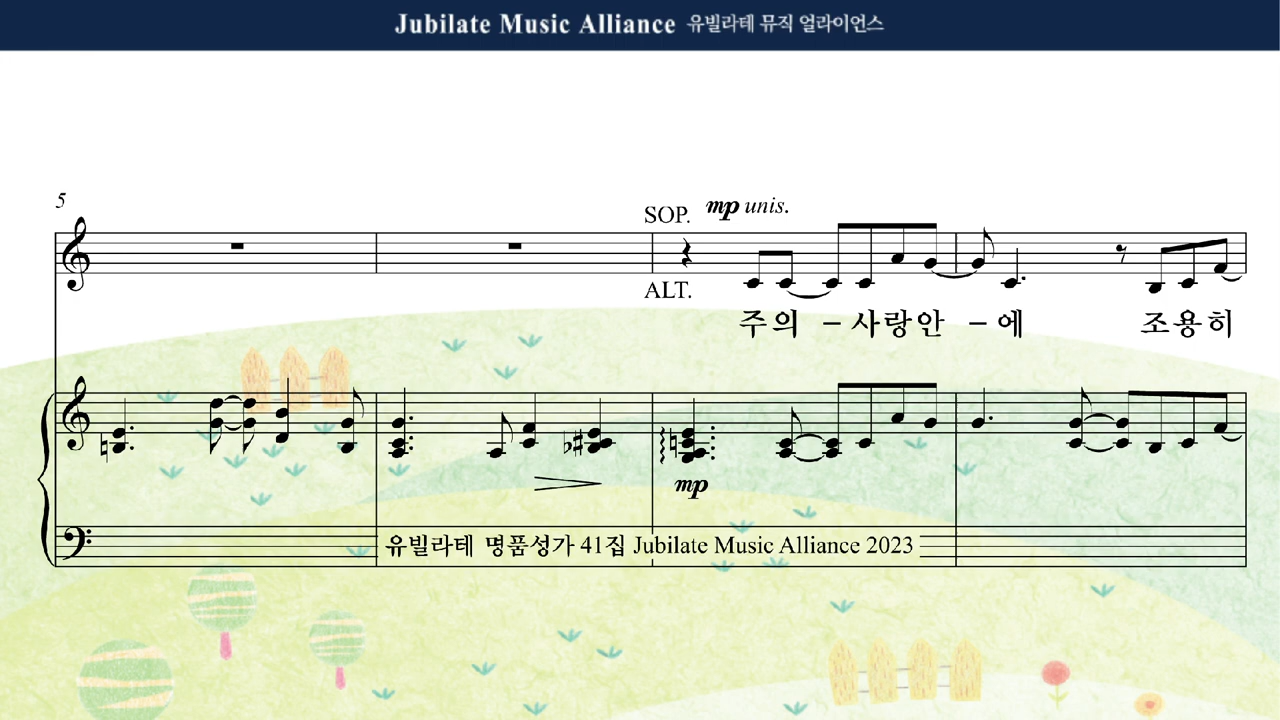 Jubilate Music Alliance 유빌라테 뮤직 얼라이언스
5
SOP. mp unis.
ALT.
주의 – 사랑안 – 에 조용히
mp
유빌라테 명품성가 41집 Jubilate Music Alliance 2023